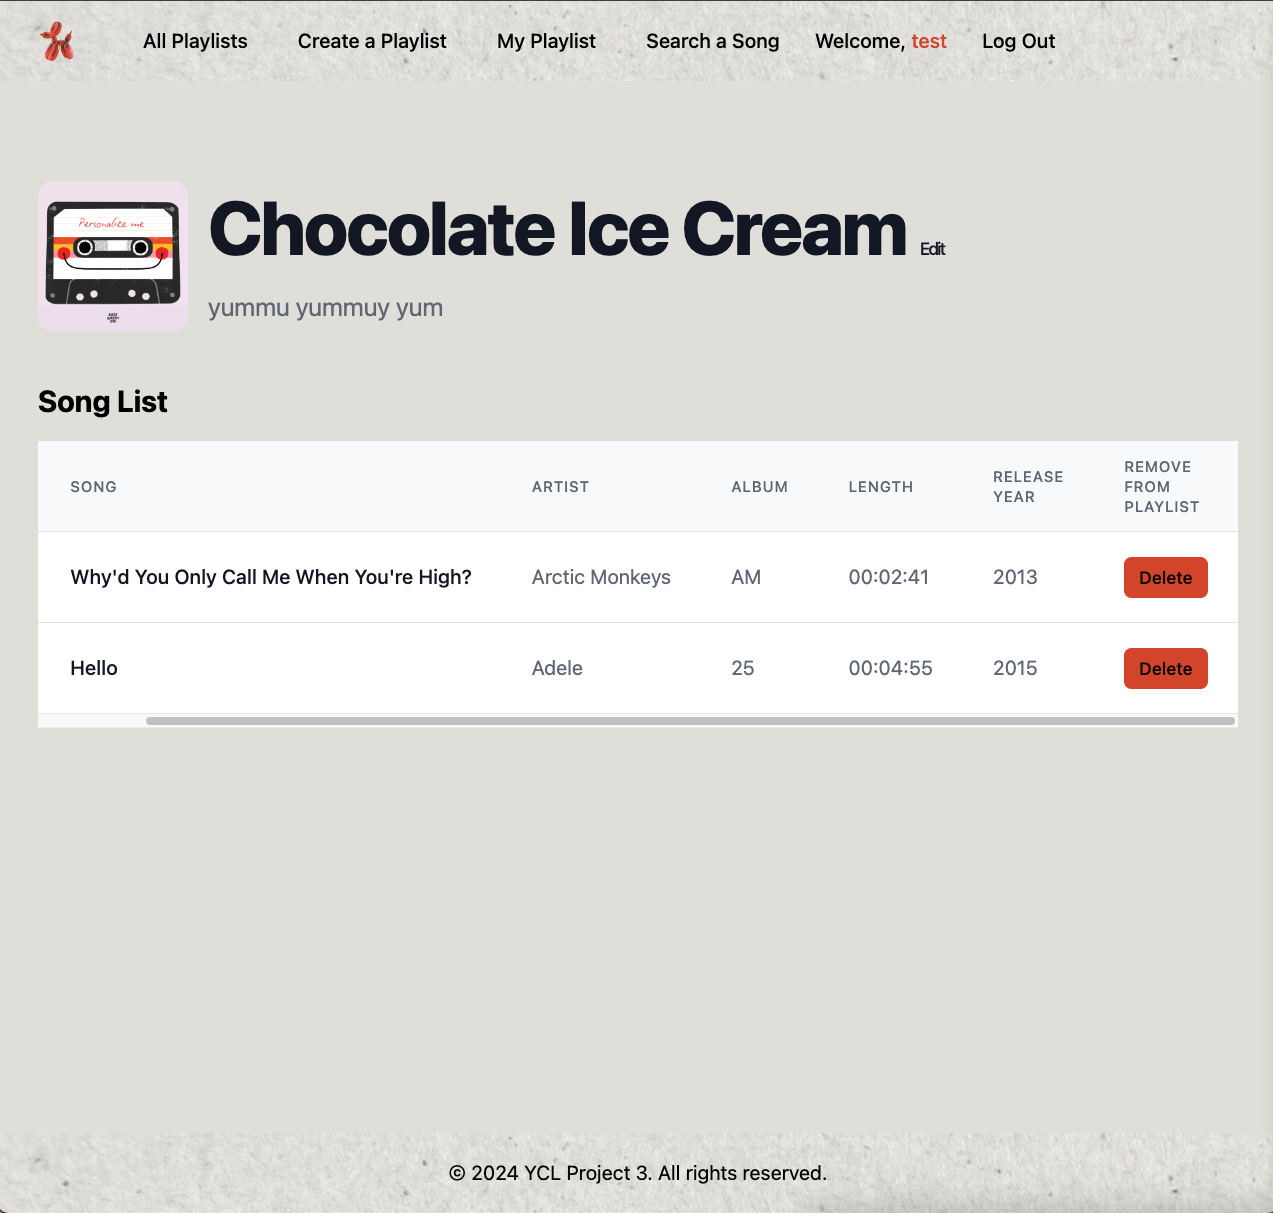 All Playlists Create a Playlist My Playlist Search a Song Welcome, test Log Out
Personalize me
Chocolate Ice Cream Edit
yummu yummuy yum
Song List
SONG ARTIST ALBUM LENGTH RELEASE YEAR REMOVE FROM PLAYLIST
Why'd You Only Call Me When You're High? Arctic Monkeys AM 00:02:41 2013 Delete
Hello Adele 25 00:04:55 2015 Delete
© 2024 YCL Project 3. All rights reserved.